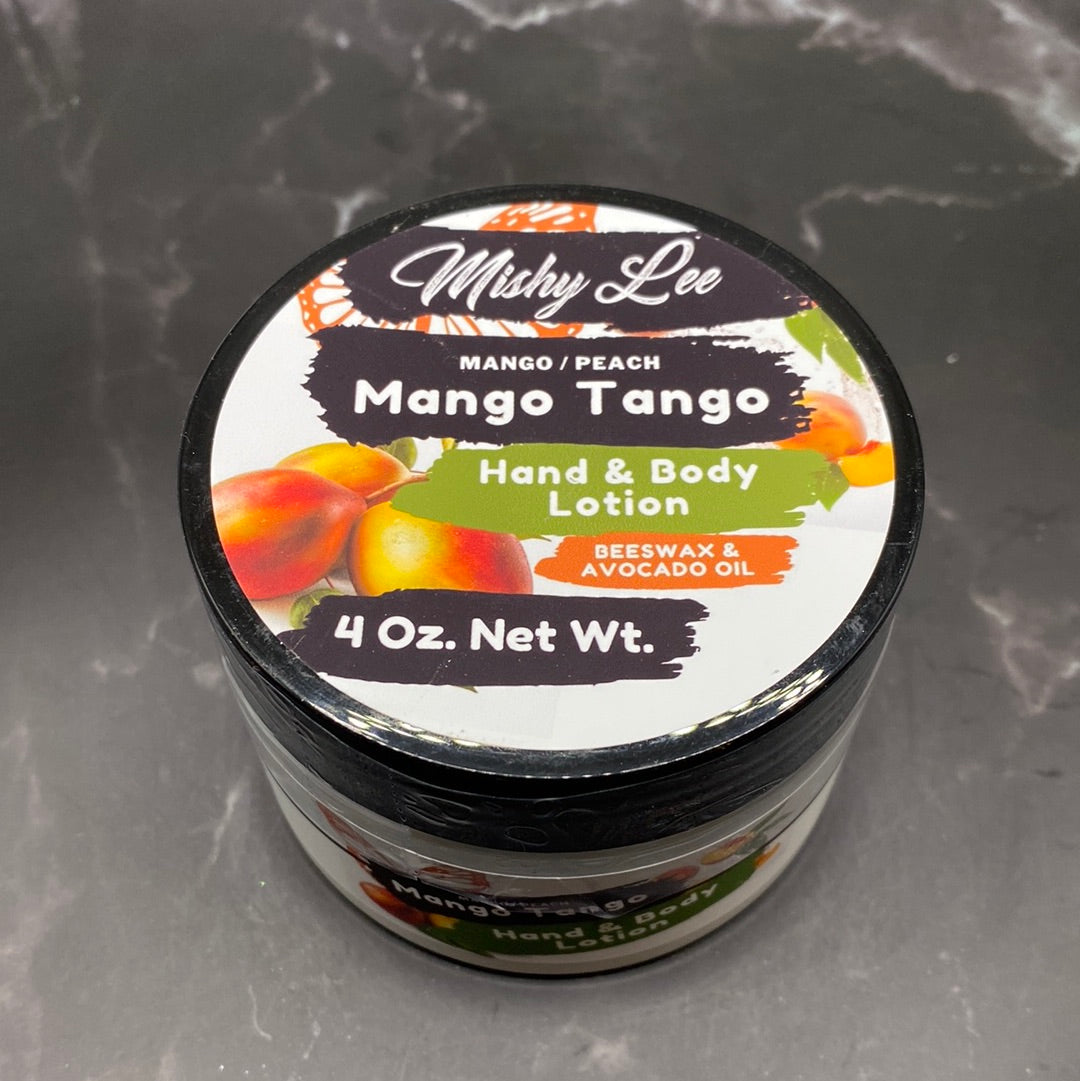 Mishy Lee
MANGO / PEACH
Mango Tango
Hand & Body
Lotion
BEESWAX &
AVOCADO OIL
4 Oz. Net Wt.
Mango Tango
Hand & Body
Lotion